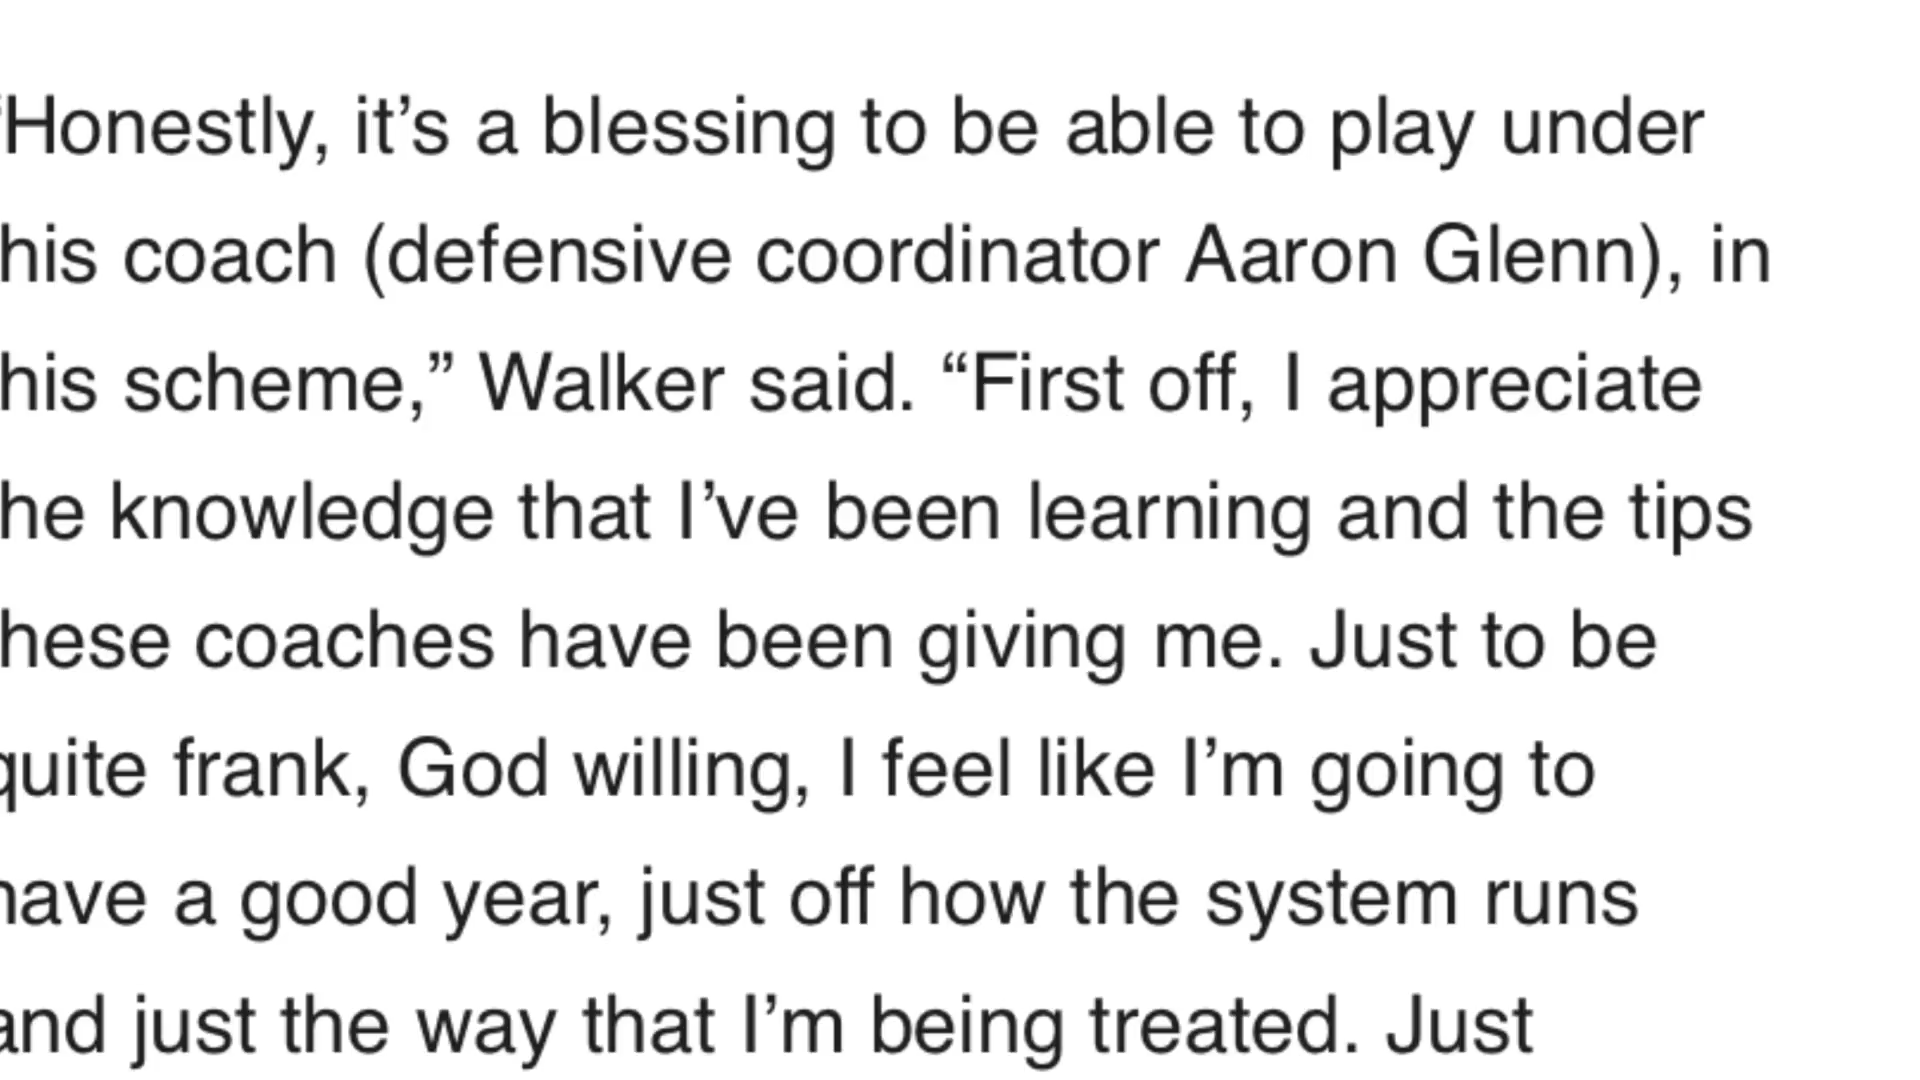 “Honestly, it’s a blessing to be able to play under
his coach (defensive coordinator Aaron Glenn), in
his scheme,” Walker said. “First off, I appreciate
he knowledge that I’ve been learning and the tips
hese coaches have been giving me. Just to be
quite frank, God willing, I feel like I’m going to
have a good year, just off how the system runs
and just the way that I’m being treated. Just